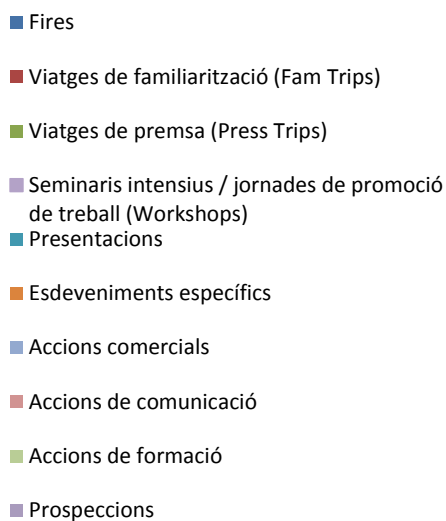 Fires
Viatges de familiarització (Fam Trips)
Viatges de premsa (Press Trips)
Seminaris intensius / jornades de promoció
de treball (Workshops)
Presentacions
Esdeveniments específics
Accions comercials
Accions de comunicació
Accions de formació
Prospeccions